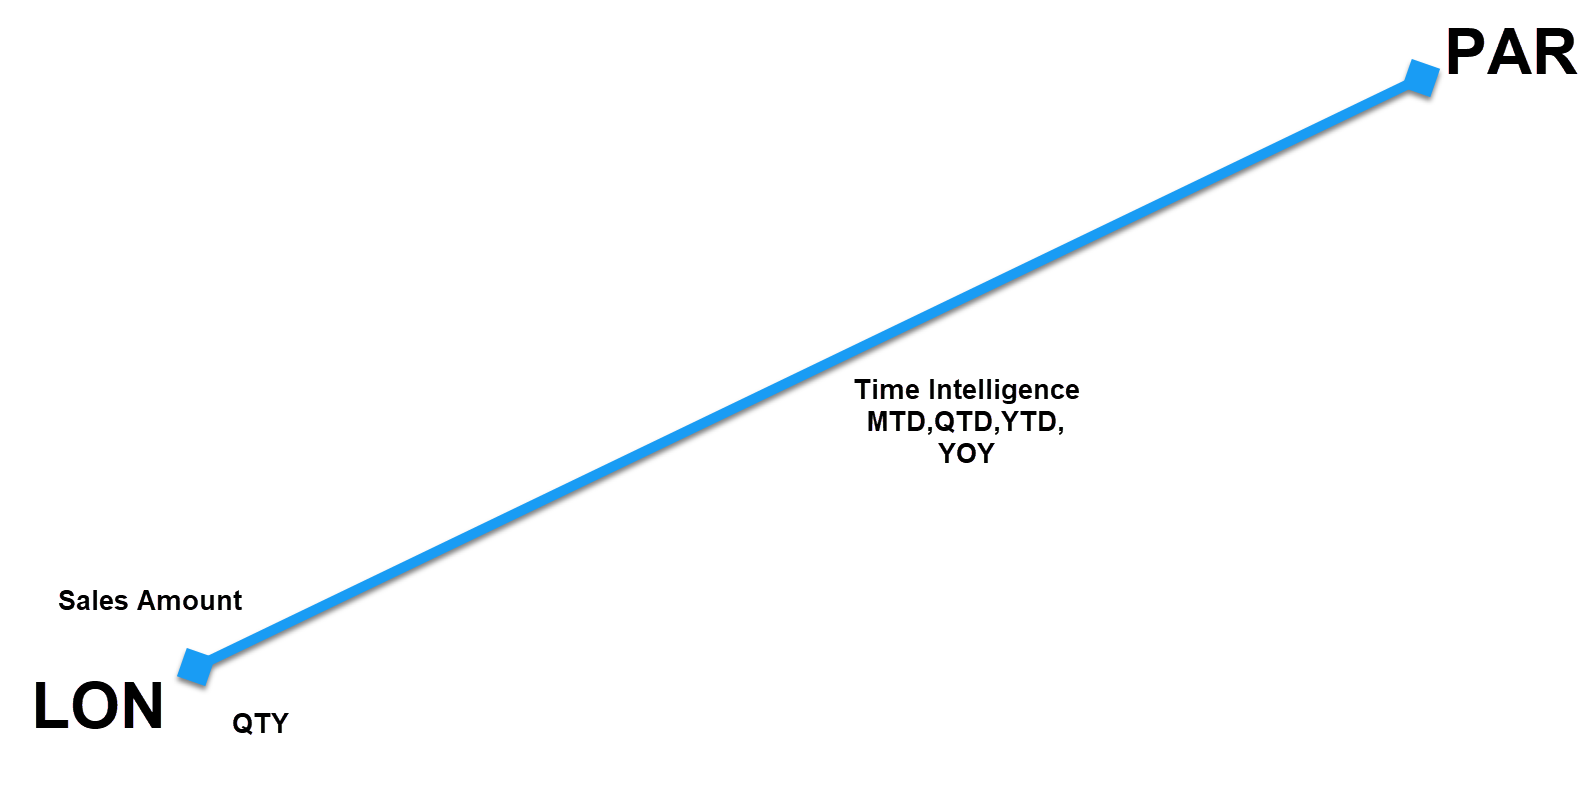 PAR
Time Intelligence
MTD,QTD,YTD,
YOY
Sales Amount
LON
QTY